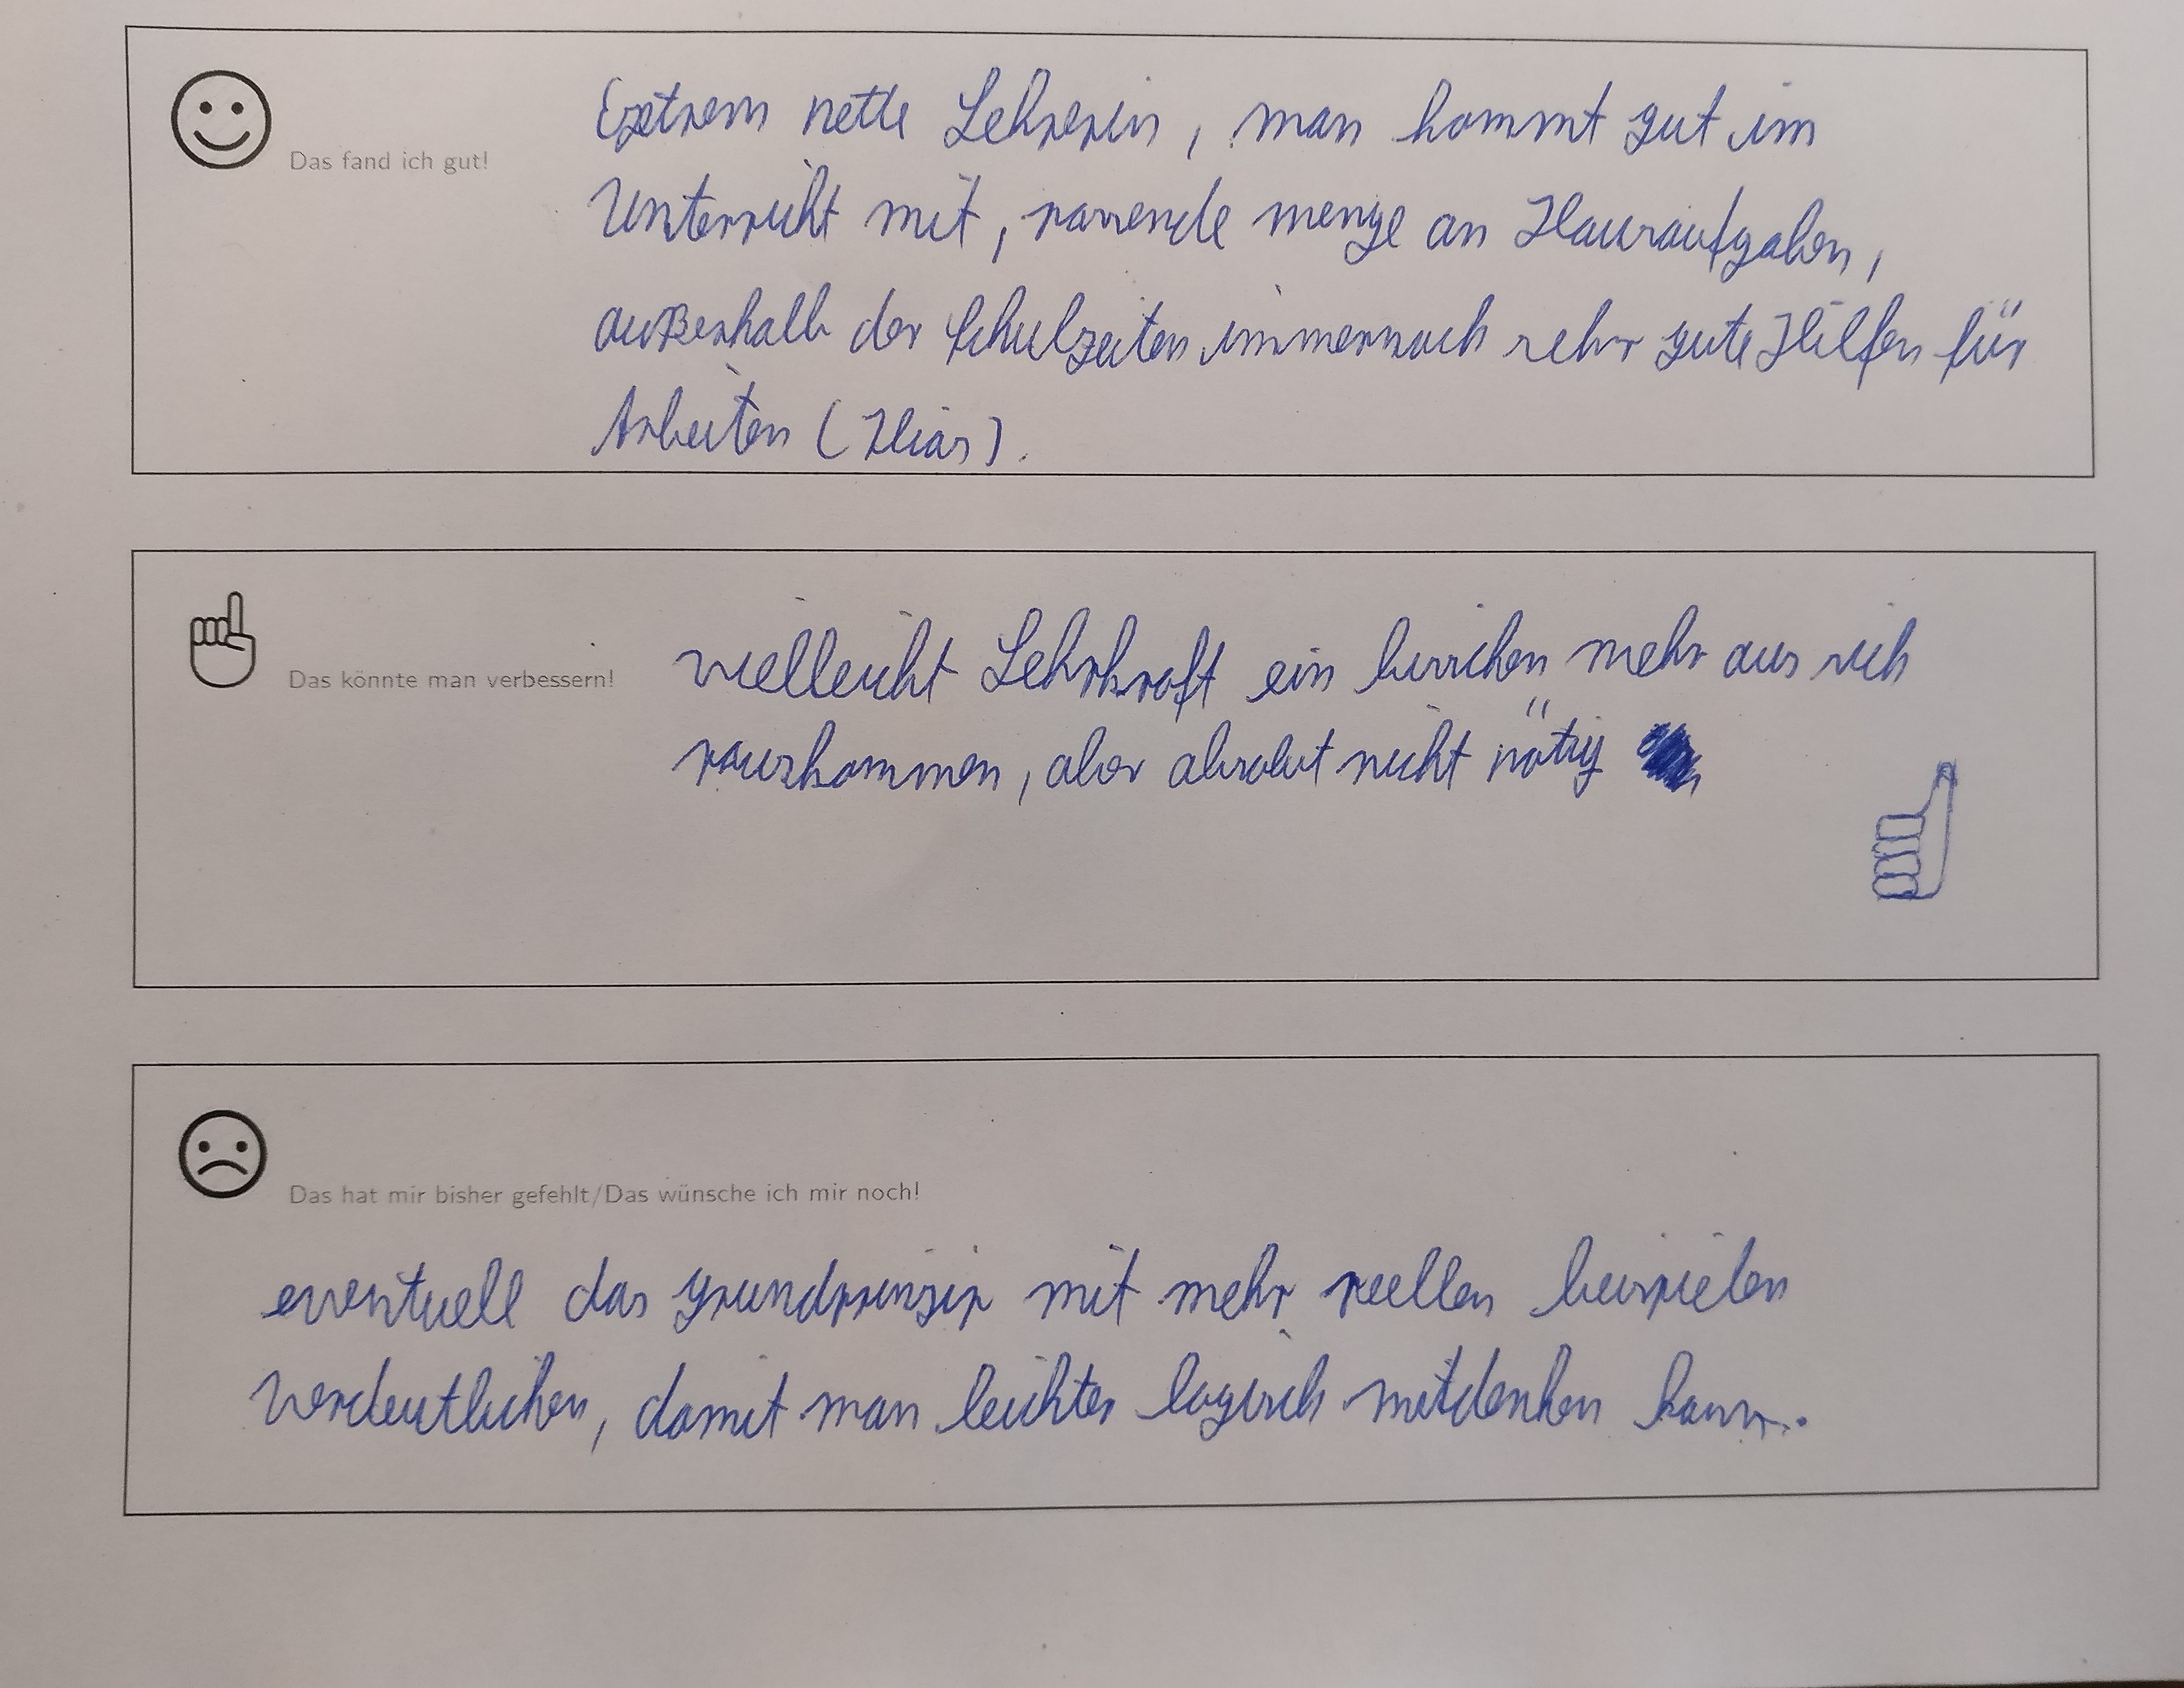 Das fand ich gut!
Extrem nette Lehrerin, man kommt gut im
Unterricht mit, passende menge an Hausaufgaben,
außerhalb der Schulzeiten immernoch sehr gute Hilfen für
Arbeiten (Ilias).
Das könnte man verbessern!
vielleicht Lehrkraft ein bisschen mehr aus sich
rauskommen, aber absolut nicht nötig
Das hat mir bisher gefehlt/Das wünsche ich mir noch!
eventuell das grundprinzip mit mehr reellen beispielen
verdeutlichen, damit man leichter logisch mitdenken kann.